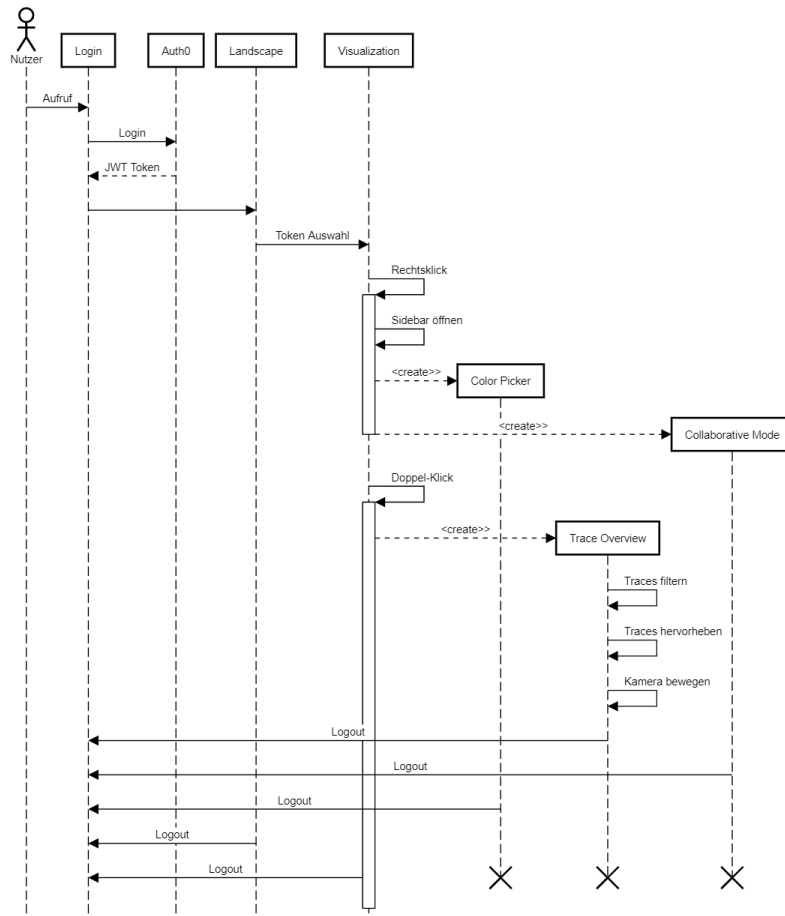 Nutzer
Login
Auth0
Landscape
Visualization
Aufruf
Login
JWT Token
Token Auswahl
Rechtsklick
Sidebar öffnen
<create>>
Color Picker
<create>>
Collaborative Mode
Doppel-Klick
<create>>
Trace Overview
Traces filtern
Traces hervorheben
Kamera bewegen
Logout
Logout
Logout
Logout
Logout